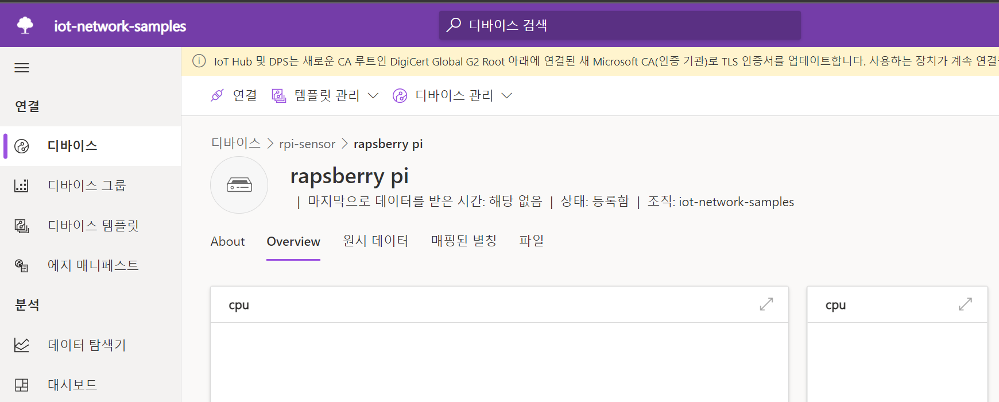 iot-network-samples
디바이스 검색
IoT Hub 및 DPS는 새로운 CA 루트인 DigiCert Global G2 Root 아래에 연결된 새 Microsoft CA(인증 기관)로 TLS 인증서를 업데이트합니다. 사용하는 장치가 계속 연결
연결 템플릿 관리 디바이스 관리
연결
디바이스
디바이스 그룹
디바이스 템플릿
에지 매니페스트
분석
데이터 탐색기
대시보드
디바이스 > rpi-sensor > rapsberry pi
rapsberry pi
| 마지막으로 데이터를 받은 시간: 해당 없음 | 상태: 등록함 | 조직: iot-network-samples
About Overview 원시 데이터 매핑된 별칭 파일
cpu
cpu